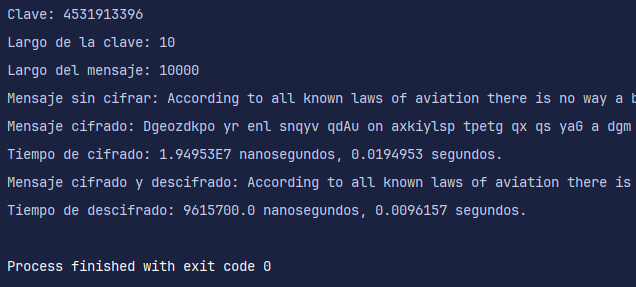 Clave: 4531913396
Largo de la clave: 10
Largo del mensaje: 10000
Mensaje sin cifrar: According to all known laws of aviation there is no way a b
Mensaje cifrado: Dgeozdkpo yr enl snqyv qdAu on axkiylsp tpetg qx qs yaG a dgm
Tiempo de cifrado: 1.94953E7 nanosegundos, 0.0194953 segundos.
Mensaje cifrado y descifrado: According to all known laws of aviation there is
Tiempo de descifrado: 9615700.0 nanosegundos, 0.0096157 segundos.
Process finished with exit code 0